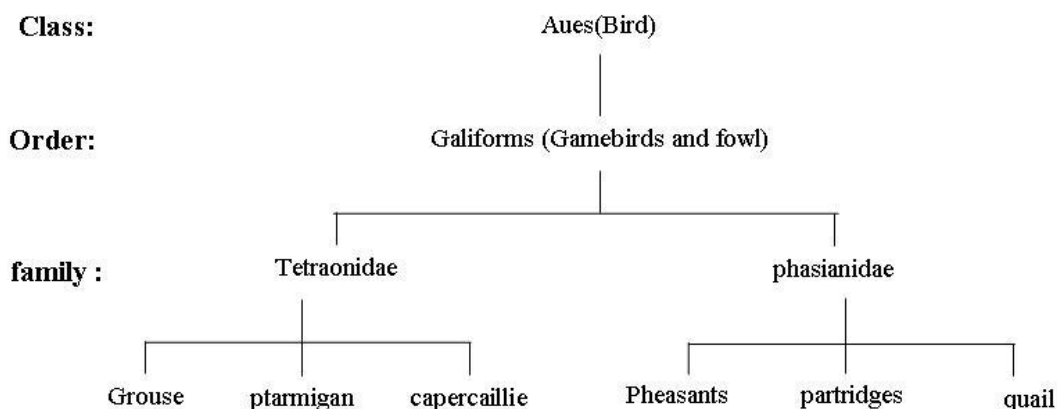 Class: Aues(Bird)
Order: Galiforms (Gamebirds and fowl)
family : Tetraonidae phasianidae
Grouse ptarmigan capercaillie Pheasants partridges quail